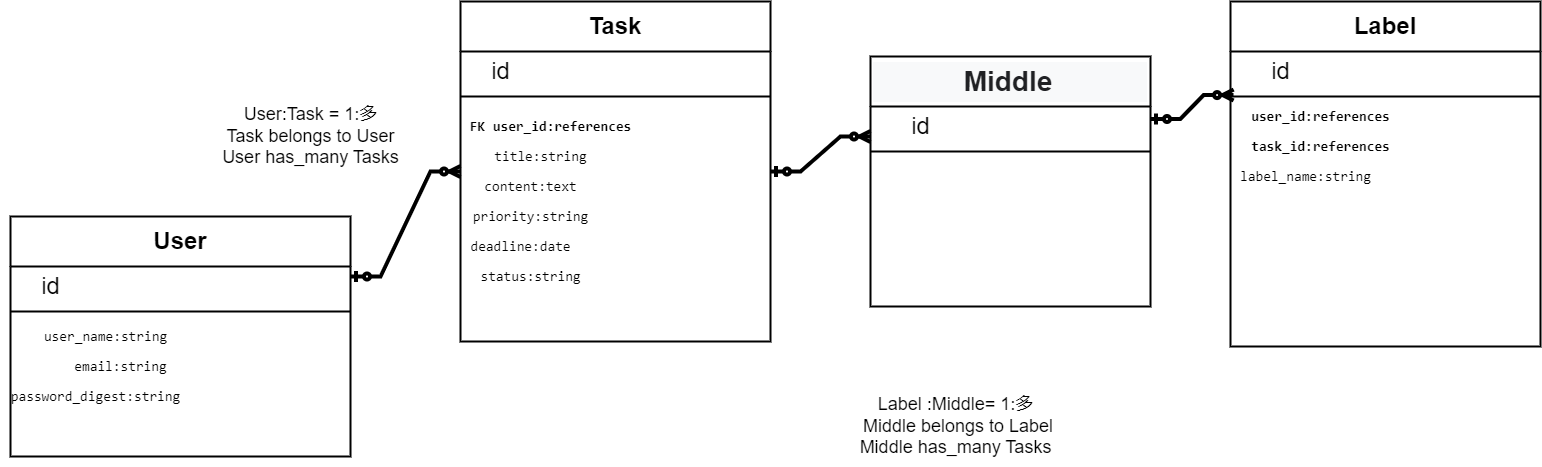 Task
id
FK user_id:references
title:string
content:text
priority:string
deadline:date
status:string
User:Task = 1:多
Task belongs to User
User has_many Tasks
User
id
user_name:string
email:string
password_digest:string
Middle
id
Label :Middle= 1:多
Middle belongs to Label
Middle has_many Tasks
Label
id
user_id:references
task_id:references
label_name:string